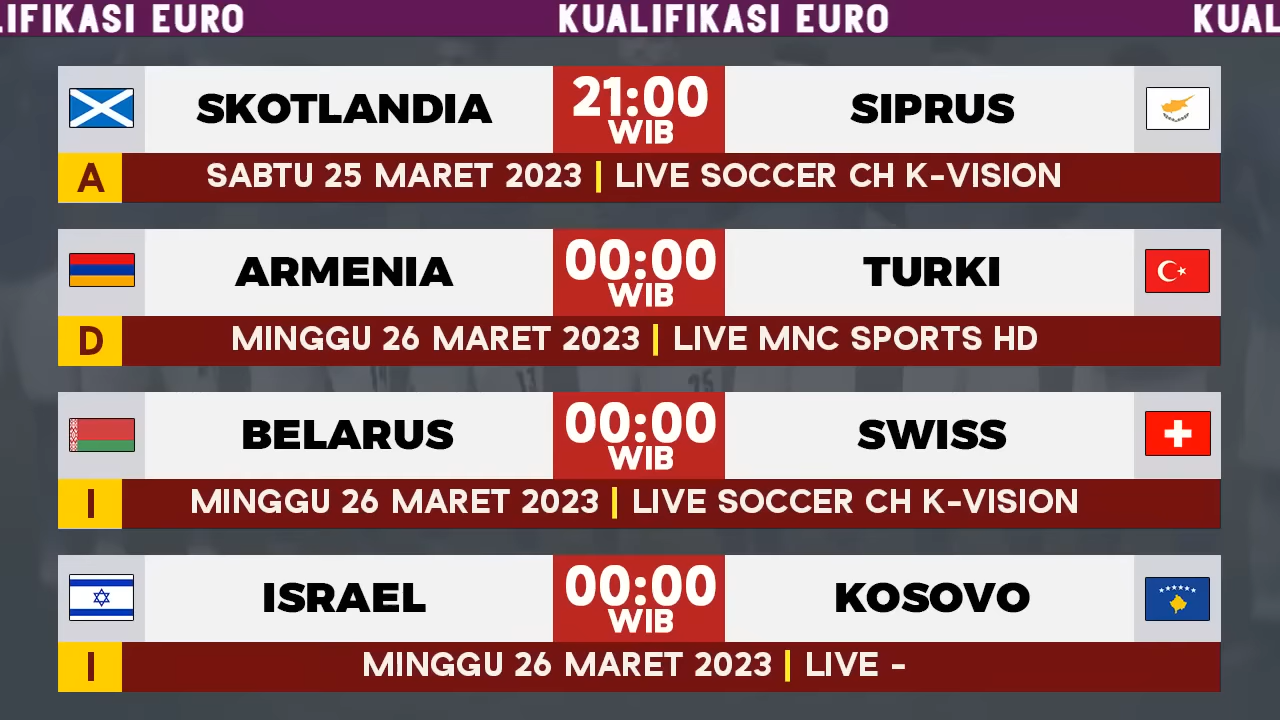 LIFIKASI EURO KUALIFIKASI EURO KUAL
SKOTLANDIA 21:00 WIB SIPRUS
A SABTU 25 MARET 2023 | LIVE SOCCER CH K-VISION
ARMENIA 00:00 WIB TURKI
D MINGGU 26 MARET 2023 | LIVE MNC SPORTS HD
BELARUS 00:00 WIB SWISS
I MINGGU 26 MARET 2023 | LIVE SOCCER CH K-VISION
ISRAEL 00:00 WIB KOSOVO
I MINGGU 26 MARET 2023 | LIVE -